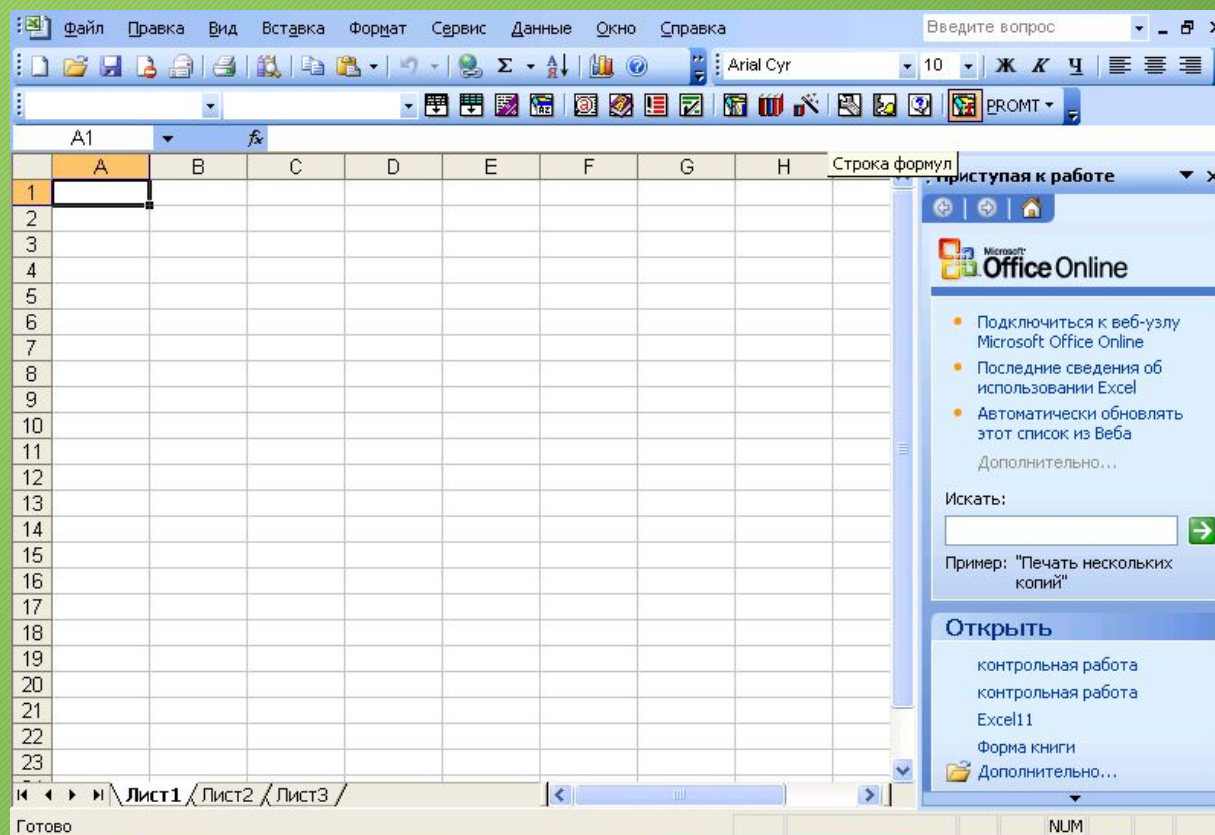 Файл Правка Вид Вставка Формат Сервис Данные Окно Справка Введите вопрос
Arial Cyr 10 Ж К Ч
PROMT
A1 fx
Строка формул
A B C D E F G H
Приступая к работе
1
2
3
4
5
6
7
8
9
10
11
12
13
14
15
16
17
18
19
20
21
22
23
Microsoft
Office Online
Подключиться к веб-узлу
Microsoft Office Online
Последние сведения об
использовании Excel
Автоматически обновлять
этот список из Веба
Дополнительно...
Искать:
Пример: "Печать нескольких
копий"
Открыть
контрольная работа
контрольная работа
Excel11
Форма книги
Дополнительно...
Лист1 Лист2 Лист3
Готово NUM